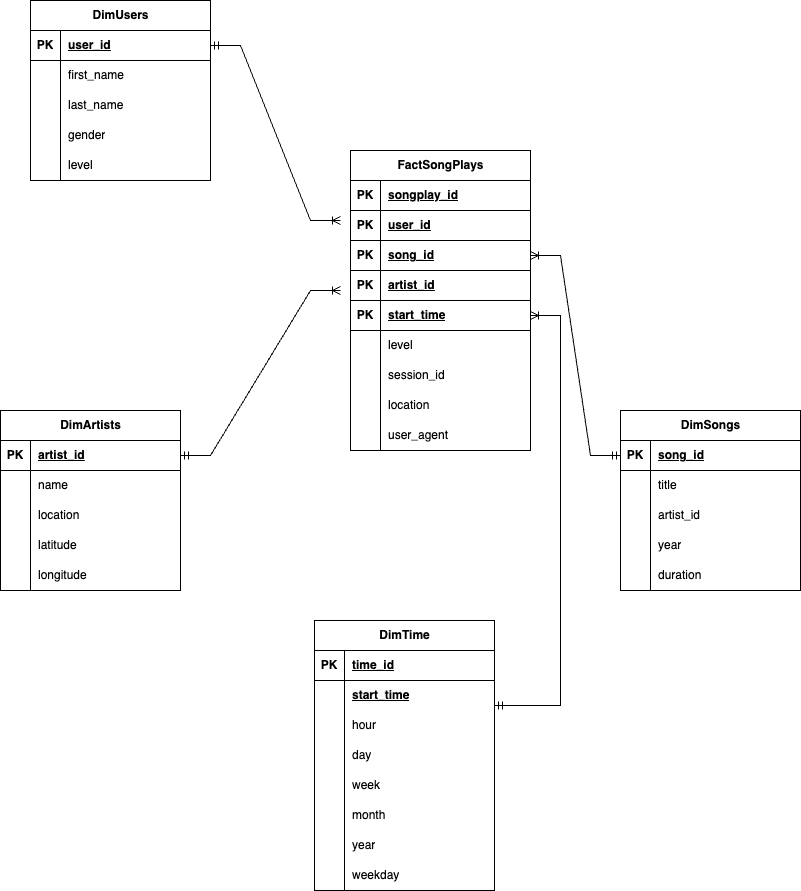 DimUsers
PK user_id
first_name
last_name
gender
level
FactSongPlays
PK songplay_id
PK user_id
PK song_id
PK artist_id
PK start_time
level
session_id
location
user_agent
DimArtists
PK artist_id
name
location
latitude
longitude
DimSongs
PK song_id
title
artist_id
year
duration
DimTime
PK time_id
start_time
hour
day
week
month
year
weekday